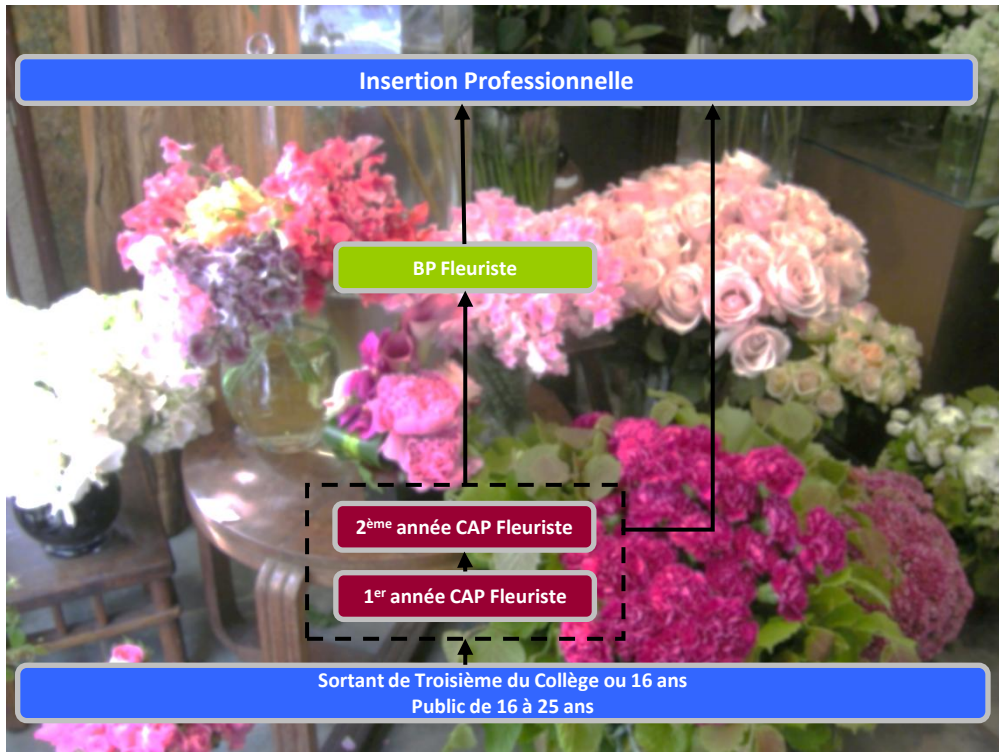 Insertion Professionnelle
BP Fleuriste
2ème année CAP Fleuriste
1er année CAP Fleuriste
Sortant de Troisième du Collège ou 16 ans
Public de 16 à 25 ans